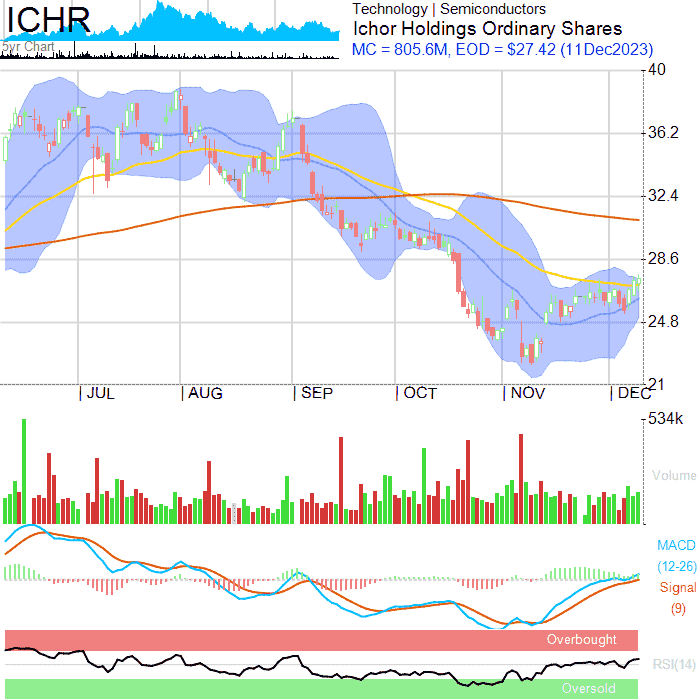 ICHR
5yr Chart
Technology | Semiconductors
Ichor Holdings Ordinary Shares
MC = 805.6M, EOD = $27.42 (11Dec2023)
40
36.2
32.4
28.6
24.8
21
JUL
AUG
SEP
OCT
NOV
DEC
534k
Volume
MACD
(12-26)
Signal
(9)
Overbought
RSI(14)
Oversold